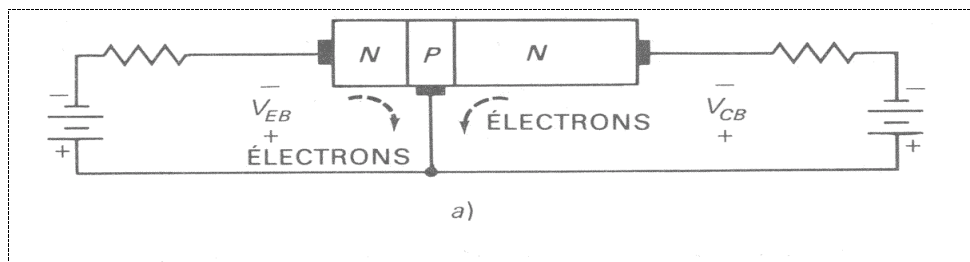 N P N
− −
V_EB V_CB
+ +
ÉLECTRONS
ÉLECTRONS
− −
+ +
a)